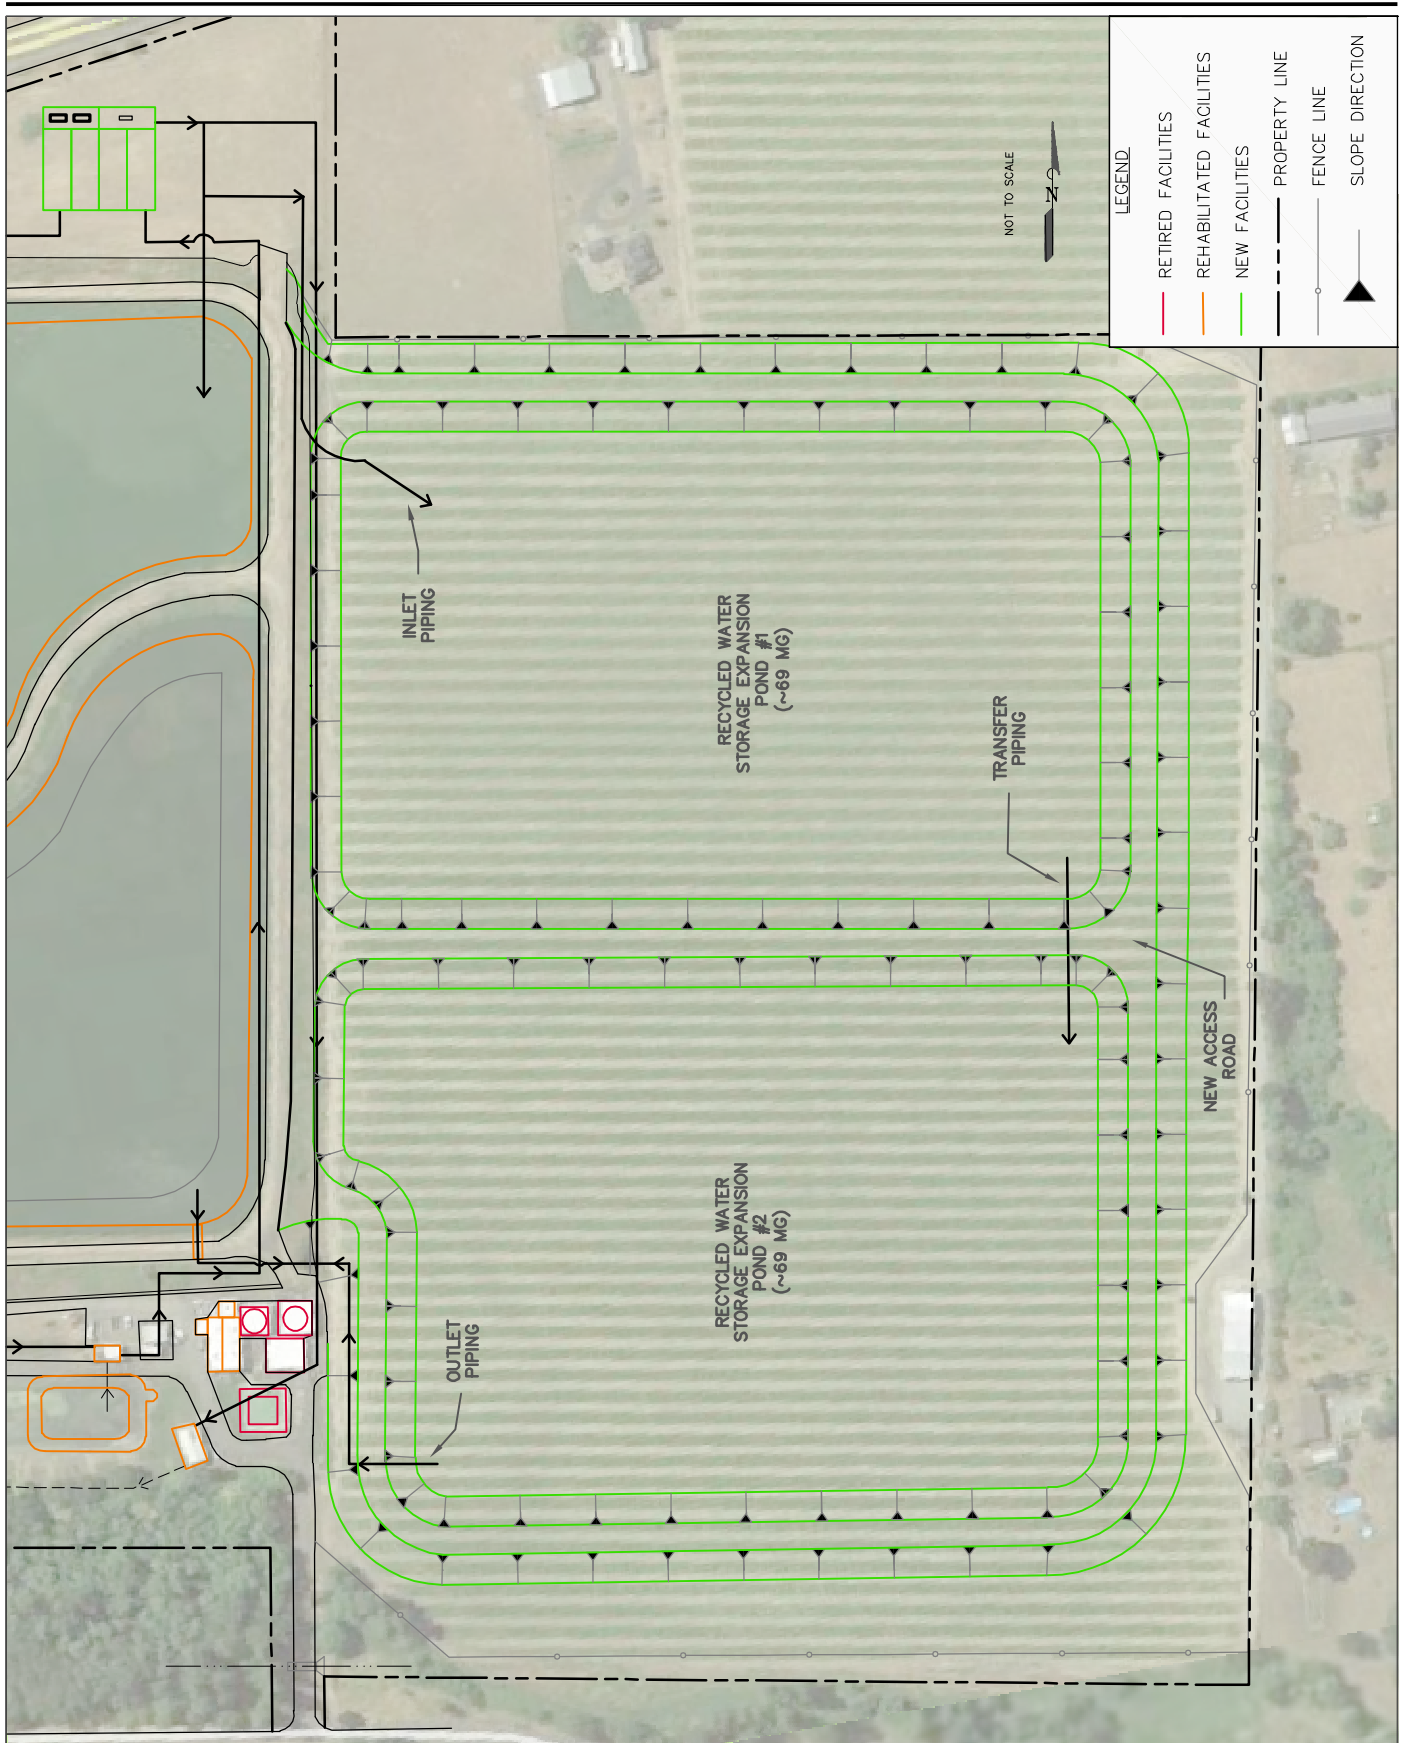 LEGEND
RETIRED FACILITIES
REHABILITATED FACILITIES
NEW FACILITIES
PROPERTY LINE
FENCE LINE
SLOPE DIRECTION
NOT TO SCALE
N
INLET
PIPING
RECYCLED WATER
STORAGE EXPANSION
POND #1
(~69 MG)
TRANSFER
PIPING
NEW ACCESS
ROAD
RECYCLED WATER
STORAGE EXPANSION
POND #2
(~69 MG)
OUTLET
PIPING